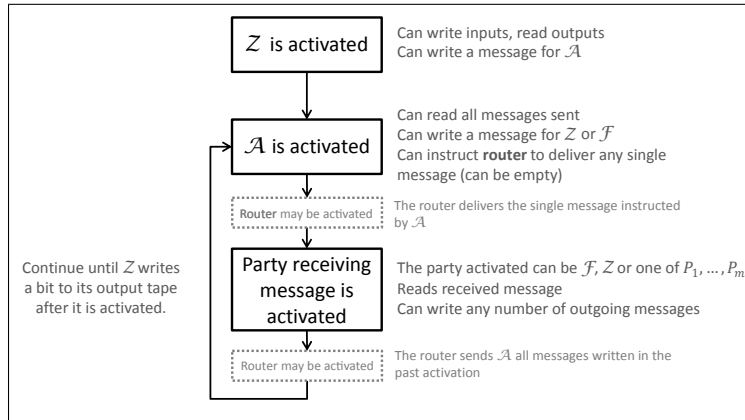 𝒵 is activated
Can write inputs, read outputs
Can write a message for 𝒜
𝒜 is activated
Can read all messages sent
Can write a message for 𝒵 or ℱ
Can instruct router to deliver any single
message (can be empty)
Router may be activated
The router delivers the single message instructed
by 𝒜
Continue until 𝒵 writes
a bit to its output tape
after it is activated.
Party receiving
message is
activated
The party activated can be ℱ, 𝒵 or one of P₁, …, Pₘ
Reads received message
Can write any number of outgoing messages
Router may be activated
The router sends 𝒜 all messages written in the
past activation